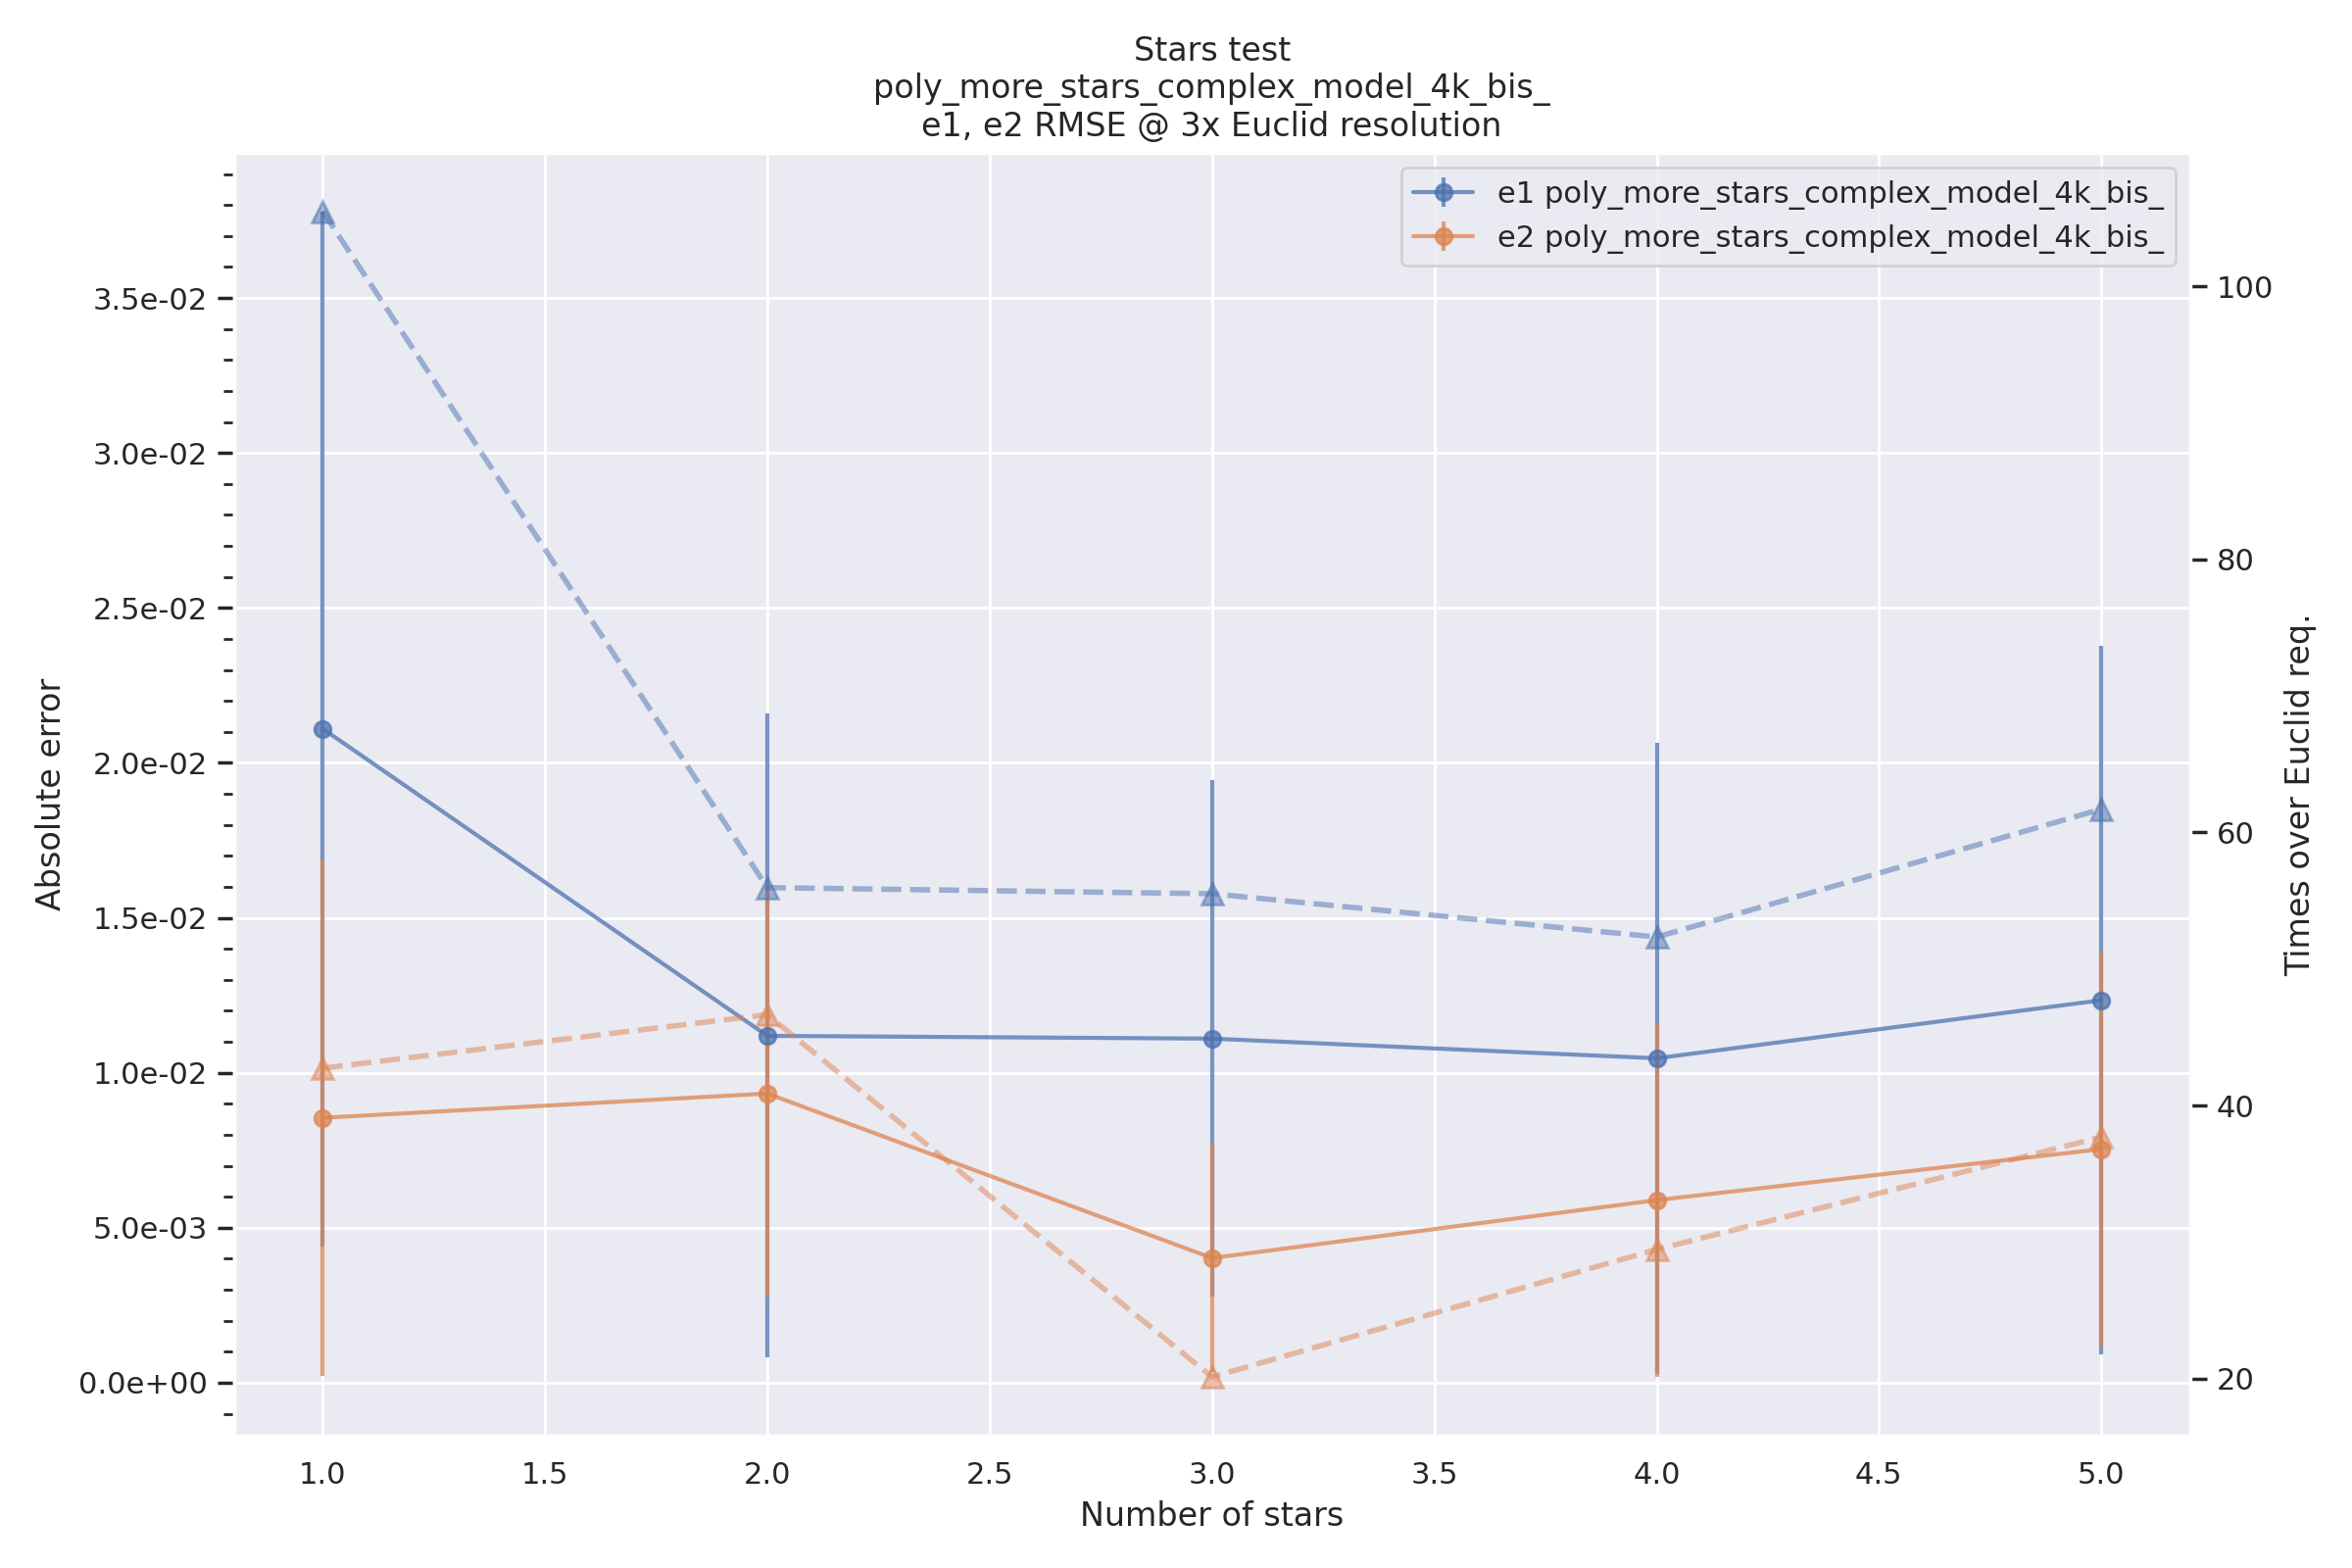 Stars test
poly_more_stars_complex_model_4k_bis_
e1, e2 RMSE @ 3x Euclid resolution
e1 poly_more_stars_complex_model_4k_bis_
e2 poly_more_stars_complex_model_4k_bis_
Absolute error
3.5e-02
3.0e-02
2.5e-02
2.0e-02
1.5e-02
1.0e-02
5.0e-03
0.0e+00
100
80
60
40
20
Times over Euclid req.
1.0 1.5 2.0 2.5 3.0 3.5 4.0 4.5 5.0
Number of stars